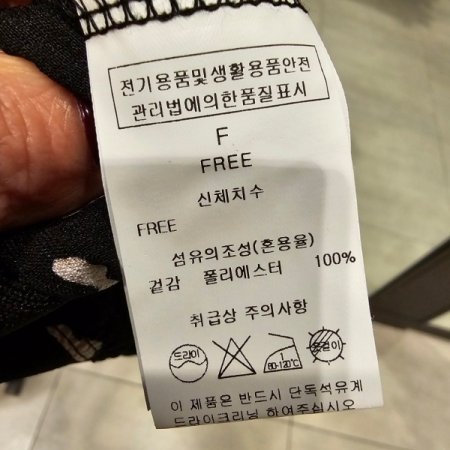 전기용품및생활용품안전
관리법에의한품질표시
F
FREE
신체치수
FREE
섬유의조성(혼용율)
겉감 폴리에스터 100%
취급상 주의사항
드라이
80-120℃
이 제품은 반드시 단독석유계
드라이크리닝 하여주십시오